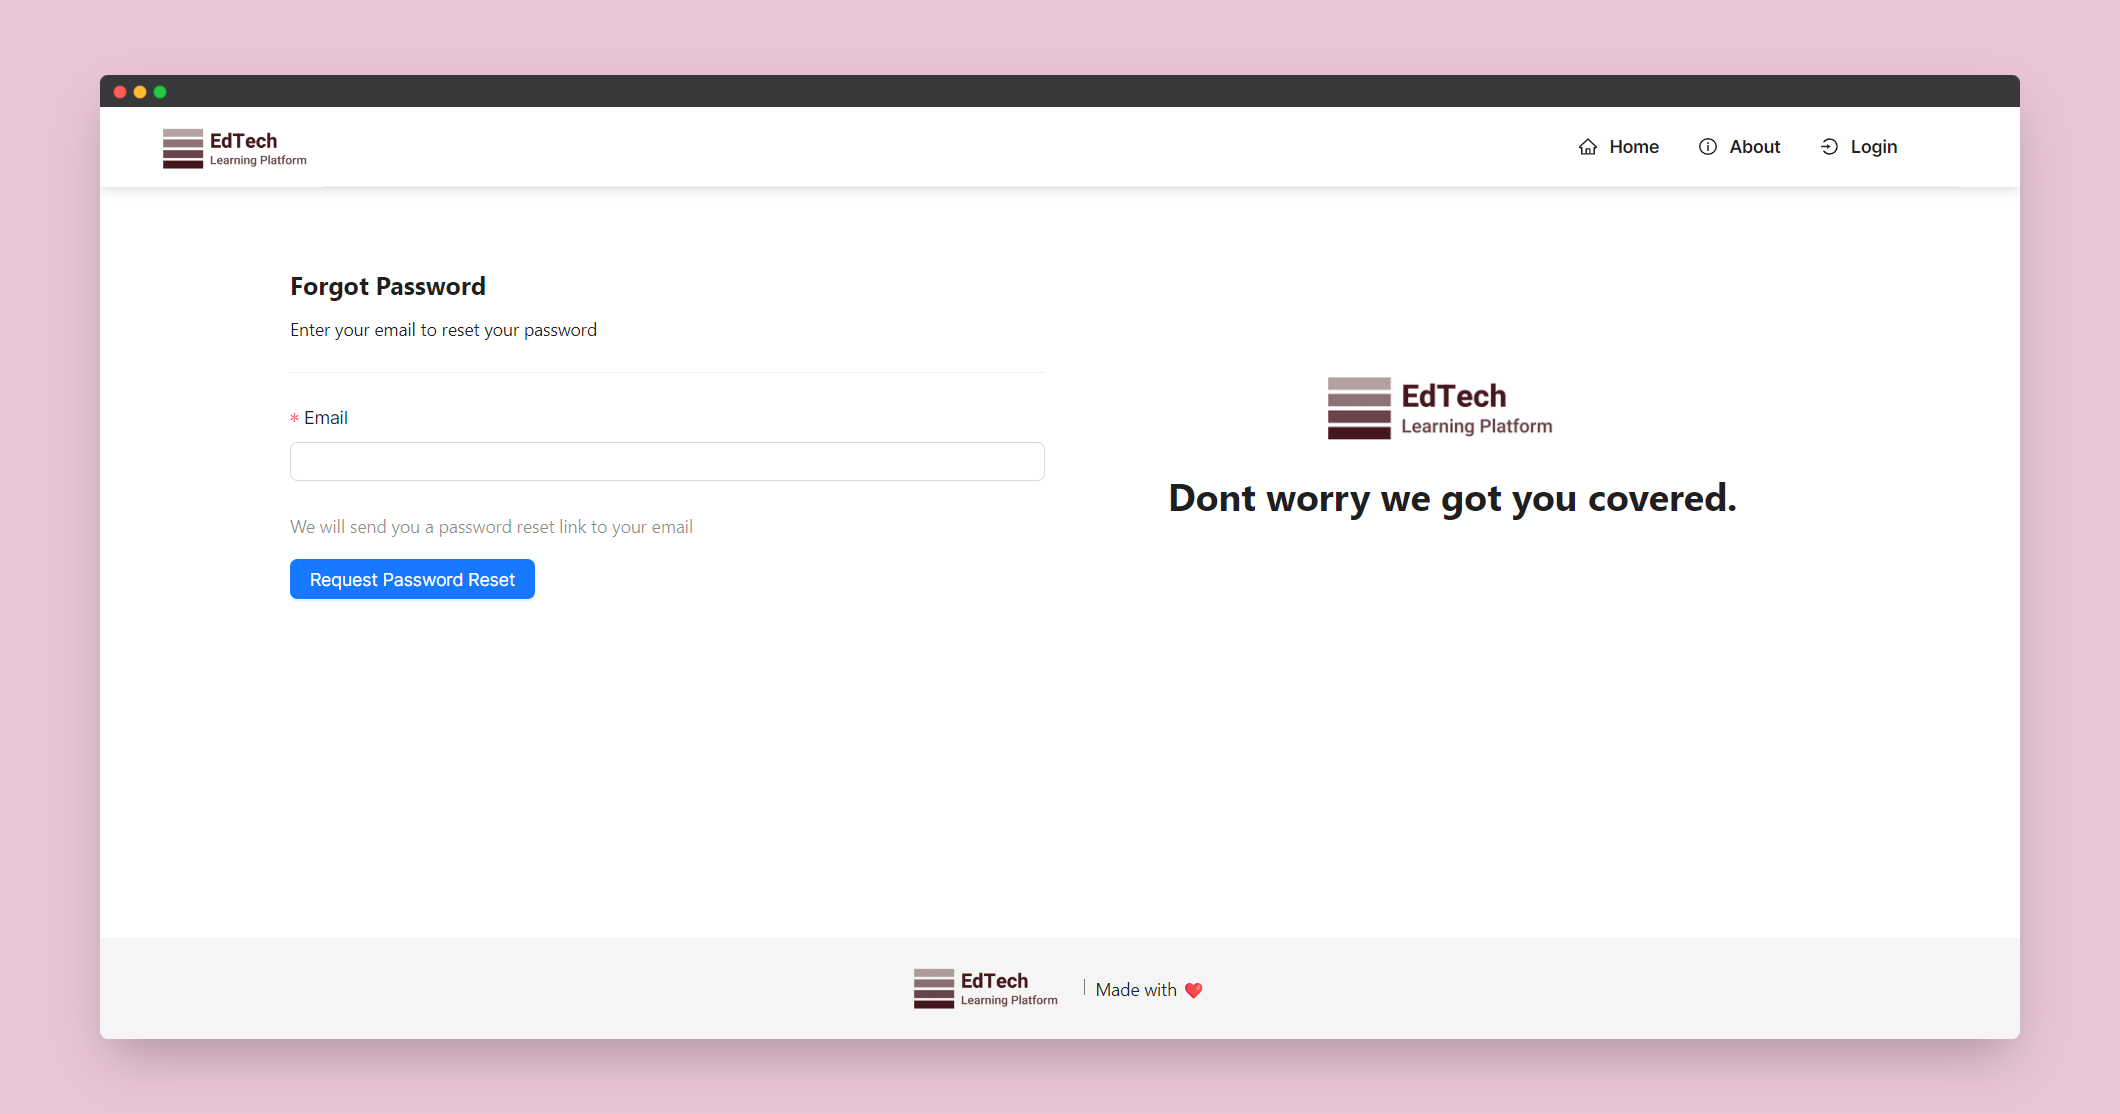 EdTech
Learning Platform
Home
About
Login
Forgot Password
Enter your email to reset your password
* Email
We will send you a password reset link to your email
Request Password Reset
EdTech
Learning Platform
Dont worry we got you covered.
EdTech
Learning Platform
Made with ❤️